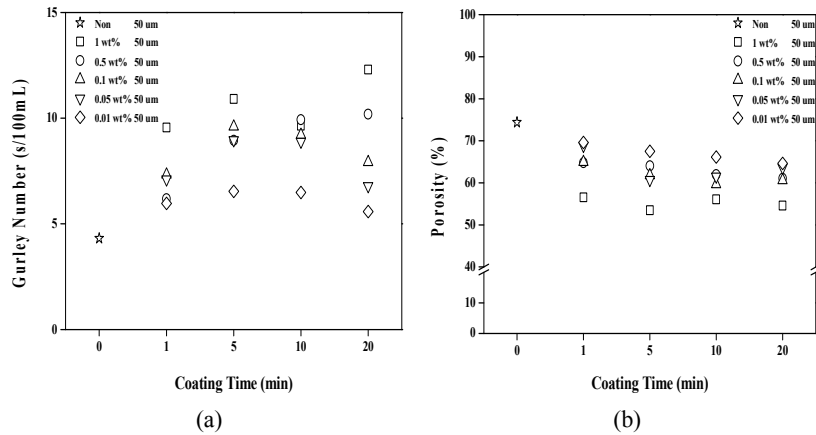 15
10
5
0
Gurley Number (s/100mL)
Non 50 um
1 wt% 50 um
0.5 wt% 50 um
0.1 wt% 50 um
0.05 wt% 50 um
0.01 wt% 50 um
0 1 5 10 20
Coating Time (min)
(a)
100
90
80
70
60
50
40
10
0
Porosity (%)
Non 50 um
1 wt% 50 um
0.5 wt% 50 um
0.1 wt% 50 um
0.05 wt% 50 um
0.01 wt% 50 um
0 1 5 10 20
Coating Time (min)
(b)